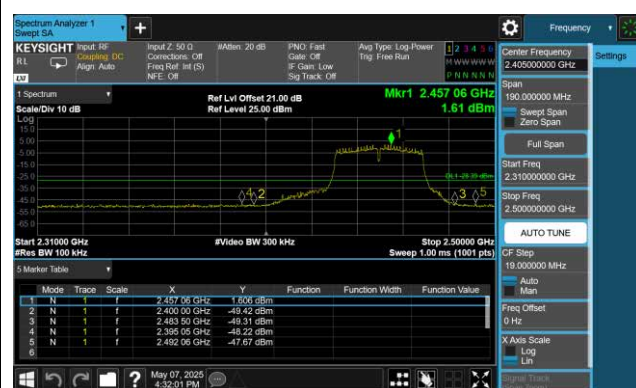 Spectrum Analyzer 1
Swept SA
Frequency
KEYSIGHT
Input: RF
Input Z: 50 Ω
#Atten: 20 dB
PNO: Fast
Avg Type: Log-Power
1 2 3 4 5 6
RL
Coupling: DC
Corrections: Off
Gate: Off
Trig: Free Run
M W W W W W
Align: Auto
Freq Ref: Int (S)
IF Gain: Low
LXI
NFE: Off
Sig Track: Off
P N N N N N
Center Frequency
2.405000000 GHz
Settings
1 Spectrum
Ref Lvl Offset 21.00 dB
Mkr1 2.457 06 GHz
Scale/Div 10 dB
Ref Level 25.00 dBm
1.61 dBm
Span
190.000000 MHz
Swept Span
Zero Span
Full Span
Log
15.0
5.00
-5.00
-15.0
-25.0
-35.0
-45.0
-55.0
-65.0
1
4 2
3 5
Start Freq
2.310000000 GHz
Stop Freq
2.500000000 GHz
AUTO TUNE
Start 2.31000 GHz
#Video BW 300 kHz
Stop 2.50000 GHz
#Res BW 100 kHz
Sweep 1.00 ms (1001 pts)
CF Step
19.000000 MHz
Auto
Man
5 Marker Table
Mode Trace Scale X Y Function Function Width Function Value
1 N 1 f 2.457 06 GHz 1.606 dBm
2 N 1 f 2.400 00 GHz -49.42 dBm
3 N 1 f 2.483 50 GHz -49.31 dBm
4 N 1 f 2.395 05 GHz -48.22 dBm
5 N 1 f 2.492 06 GHz -47.67 dBm
6
Freq Offset
0 Hz
X Axis Scale
Log
Lin
Signal Track
?
May 07, 2025
4:32:01 PM